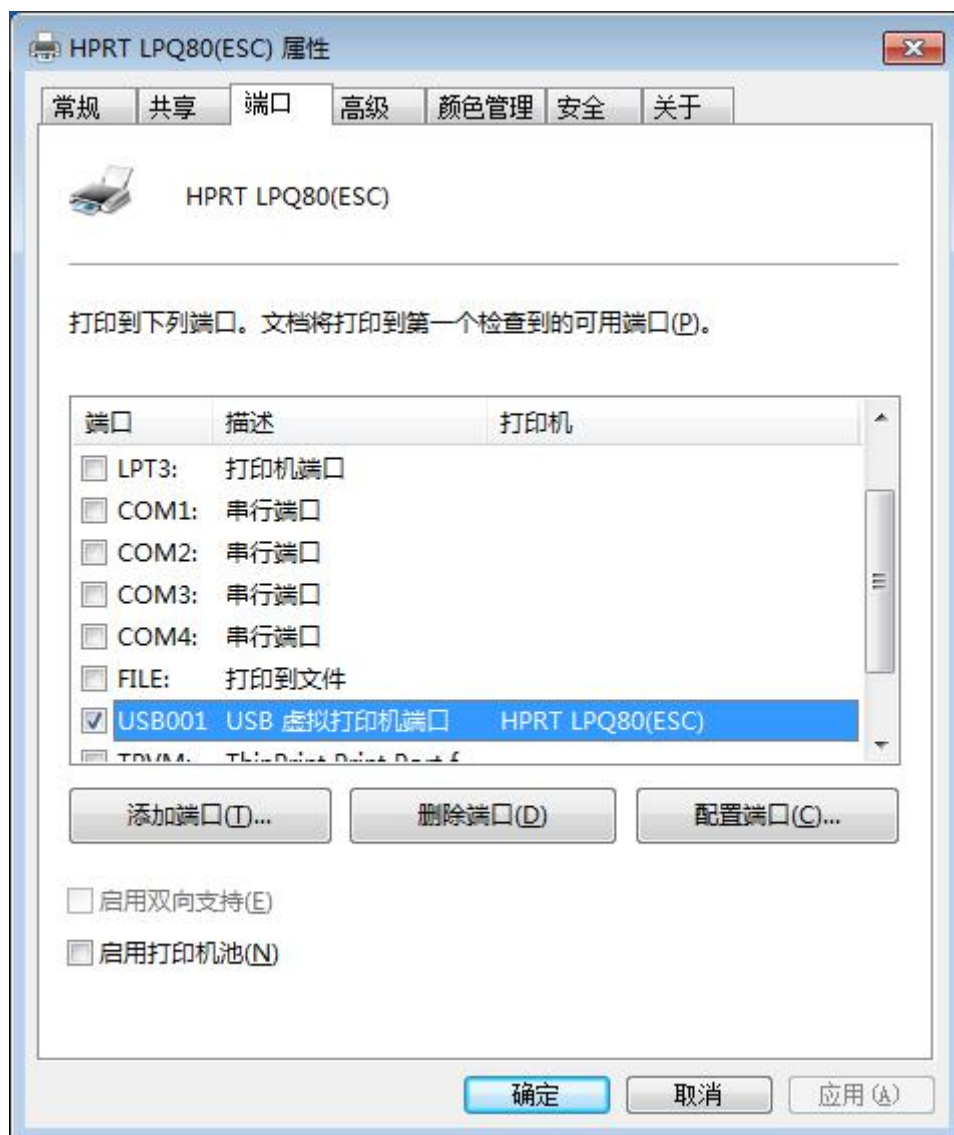 HPRT LPQ80(ESC) 属性
常规 共享 端口 高级 颜色管理 安全 关于
HPRT LPQ80(ESC)
打印到下列端口。文档将打印到第一个检查到的可用端口(P)。
端口 描述 打印机
LPT3: 打印机端口
COM1: 串行端口
COM2: 串行端口
COM3: 串行端口
COM4: 串行端口
FILE: 打印到文件
USB001 USB 虚拟打印机端口 HPRT LPQ80(ESC)
TPVM: ThinPrint Print Port f
添加端口(T)... 删除端口(D) 配置端口(C)...
启用双向支持(E)
启用打印机池(N)
确定 取消 应用(A)